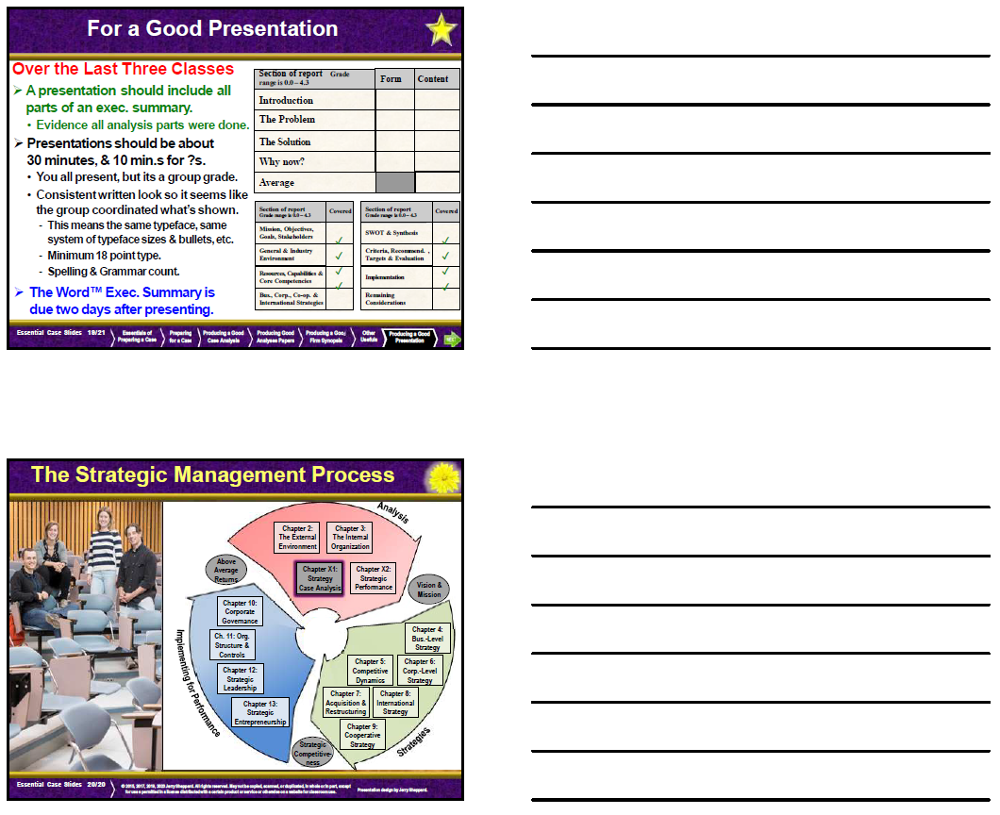 For a Good Presentation
Over the Last Three Classes
➢ A presentation should include all
parts of an exec. summary.
• Evidence all analysis parts were done.
➢ Presentations should be about
30 minutes, & 10 min.s for ?s.
• You all present, but its a group grade.
• Consistent written look so it seems like
the group coordinated what's shown.
- This means the same typeface, same
system of typeface sizes & bullets, etc.
- Minimum 18 point type.
- Spelling & Grammar count.
➢ The Word™ Exec. Summary is
due two days after presenting.
Section of report Grade
range is 0.0 – 4.3
Form
Content
Introduction
The Problem
The Solution
Why now?
Average
Section of report
Grade range is 0.0 – 4.3
Covered
Mission, Objectives,
Goals, Stakeholders
✓
General & Industry
Environment
✓
Resources, Capabilities &
Core Competencies
✓
Bus., Corp., Co-op. &
International Strategies
✓
Section of report
Grade range is 0.0 – 4.3
Covered
SWOT & Synthesis
✓
Criteria, Recommend. ,
Targets & Evaluation
✓
Implementation
✓
Remaining
Considerations
✓
Essential Case Slides 19/21
Essentials of
Preparing a Case
Preparing
for a Case
Producing a Good
Case Analysis
Producing Good
Analyses Papers
Producing a Good
Firm Synopsis
Other
Usefuls
Producing a Good
Presentation
NEXT
The Strategic Management Process
Analysis
Chapter 2:
The External
Environment
Chapter 3:
The Internal
Organization
Chapter X1:
Strategy
Case Analysis
Chapter X2:
Strategic
Performance
Above
Average
Returns
Vision &
Mission
Chapter 10:
Corporate
Governance
Ch. 11: Org.
Structure &
Controls
Chapter 12:
Strategic
Leadership
Chapter 13:
Strategic
Entrepreneurship
Implementing for Performance
Chapter 4:
Bus.-Level
Strategy
Chapter 5:
Competitive
Dynamics
Chapter 6:
Corp.-Level
Strategy
Chapter 7:
Acquisition &
Restructuring
Chapter 8:
International
Strategy
Chapter 9:
Cooperative
Strategy
Strategies
Strategic
Competitive-
ness
Essential Case Slides 20/20
© 2015, 2017, 2019, 2023 Jerry Sheppard. All rights reserved. May not be copied, scanned, or duplicated, in whole or in part, except
for use as permitted in a license distributed with a certain product or service or otherwise on a website for classroom use.
Presentation design by Jerry Sheppard.